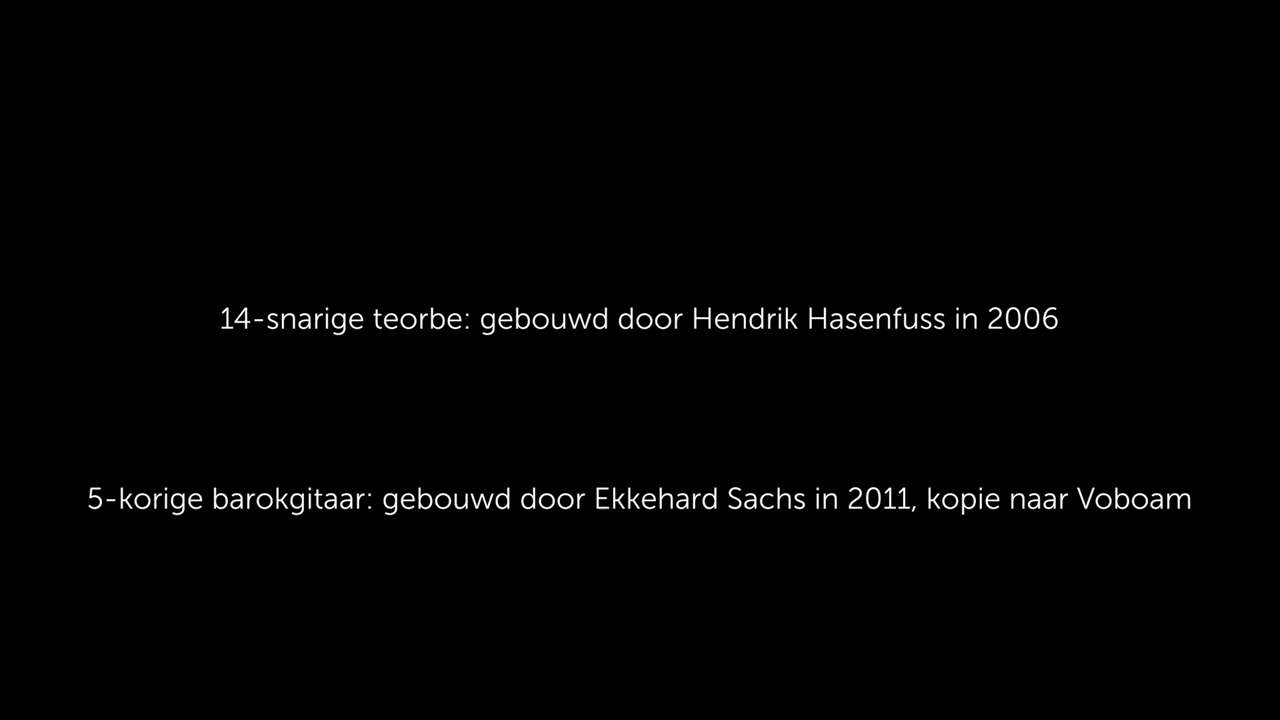 14-snarige teorbe: gebouwd door Hendrik Hasenfuss in 2006
5-korige barokgitaar: gebouwd door Ekkehard Sachs in 2011, kopie naar Voboam